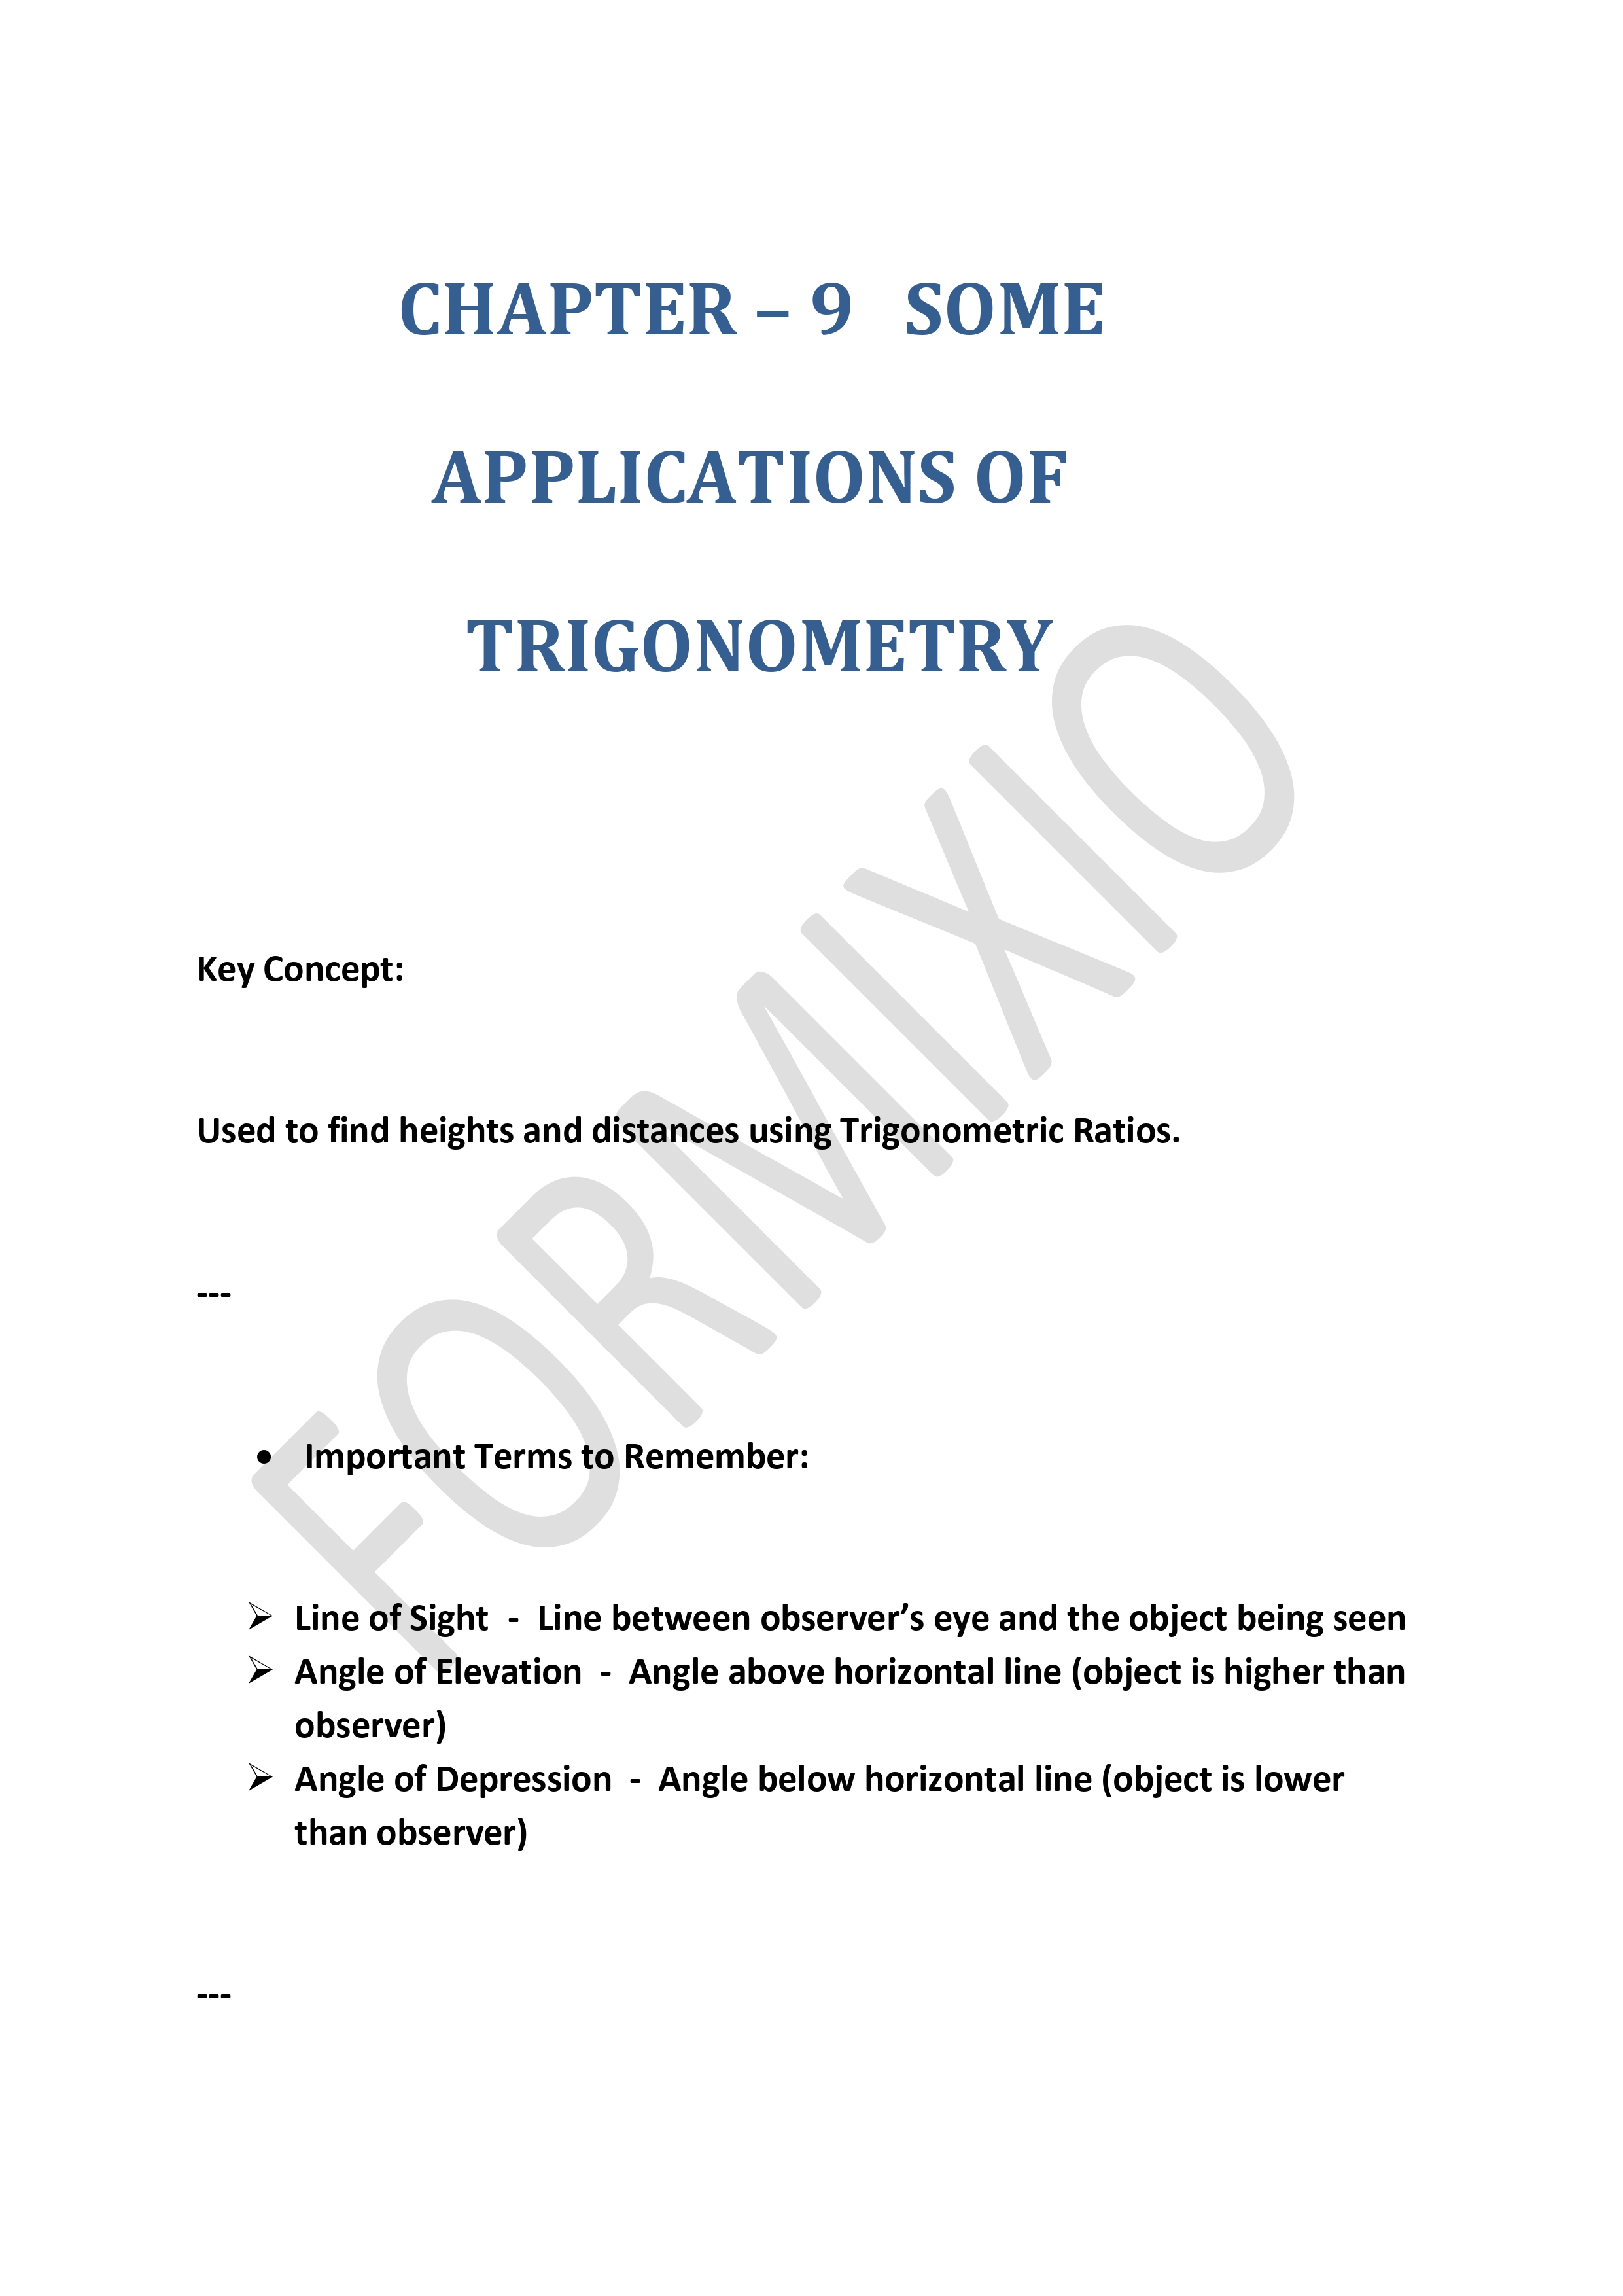 CHAPTER – 9   SOME
APPLICATIONS OF
TRIGONOMETRY
Key Concept:
Used to find heights and distances using Trigonometric Ratios.
---
• Important Terms to Remember:
➢ Line of Sight  -  Line between observer’s eye and the object being seen
➢ Angle of Elevation  -  Angle above horizontal line (object is higher than
observer)
➢ Angle of Depression  -  Angle below horizontal line (object is lower
than observer)
---
FORMIXIO